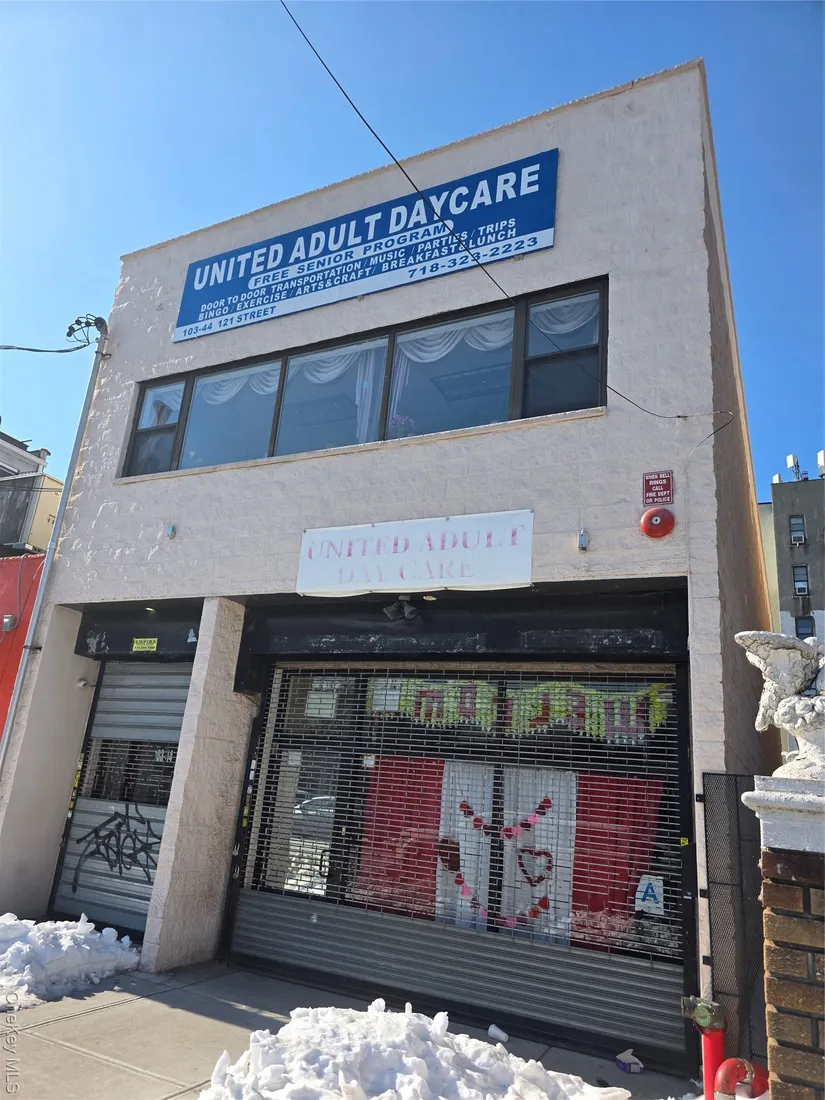 UNITED ADULT DAYCARE
FREE SENIOR PROGRAM
DOOR TO DOOR TRANSPORTATION / MUSIC / PARTIES / TRIPS
BINGO / EXERCISE / ARTS&CRAFT / BREAKFAST&LUNCH
103-44 121 STREET
718-323-2223
WHEN BELL
RINGS
CALL
FIRE DEPT
OR POLICE
UNITED ADULT
DAY CARE
A
OneKey MLS